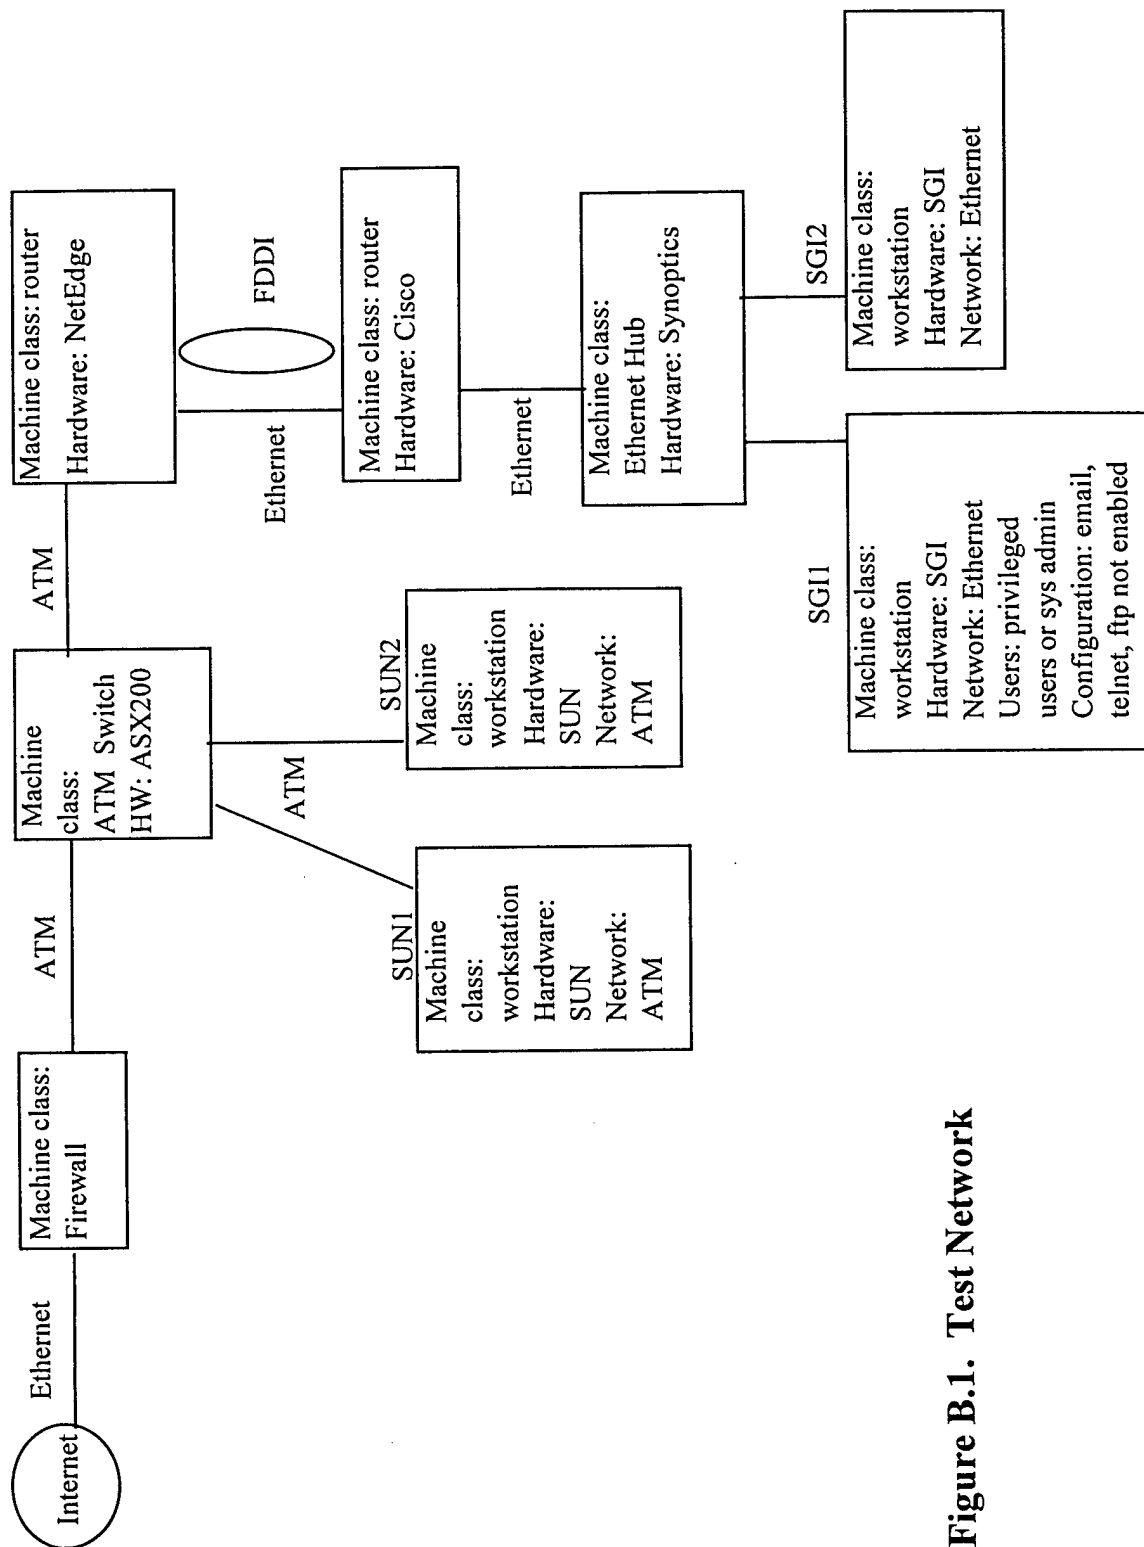 Internet
Ethernet
Machine class:
Firewall
ATM
Machine
class:
ATM Switch
HW: ASX200
ATM
Machine class: router
Hardware: NetEdge
SUN1
Machine
class:
workstation
Hardware:
SUN
Network:
ATM
ATM
SUN2
Machine
class:
workstation
Hardware:
SUN
Network:
ATM
Ethernet
FDDI
Machine class: router
Hardware: Cisco
Ethernet
Machine class:
Ethernet Hub
Hardware: Synoptics
SGI1
Machine class:
workstation
Hardware: SGI
Network: Ethernet
Users: privileged
users or sys admin
Configuration: email,
telnet, ftp not enabled
SGI2
Machine class:
workstation
Hardware: SGI
Network: Ethernet
Figure B.1. Test Network